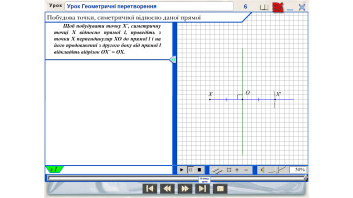 Урок Урок Геометричні перетворення 6
Побудова точки, симетричної відносно даної прямої
Щоб побудувати точку X', симетричну
точці X відносно прямої l, проведіть з
точки X перпендикуляр XO до прямої l і на
його продовженні з другого боку від прямої l
відкладіть відрізок OX' = OX.
X O X'
50%